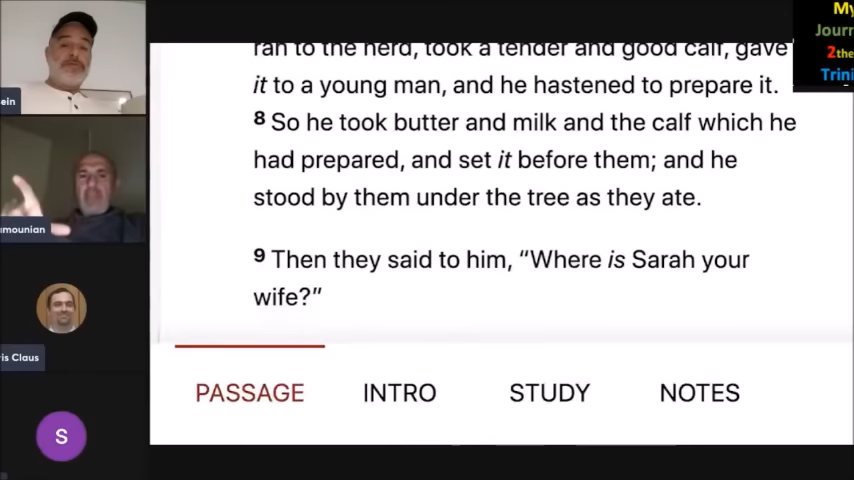 My
Journ
2the
Trini
ran to the herd, took a tender and good calf, gave
it to a young man, and he hastened to prepare it.
8 So he took butter and milk and the calf which he
had prepared, and set it before them; and he
stood by them under the tree as they ate.
9 Then they said to him, “Where is Sarah your
wife?”
PASSAGE INTRO STUDY NOTES
ein
amounian
is Claus
S